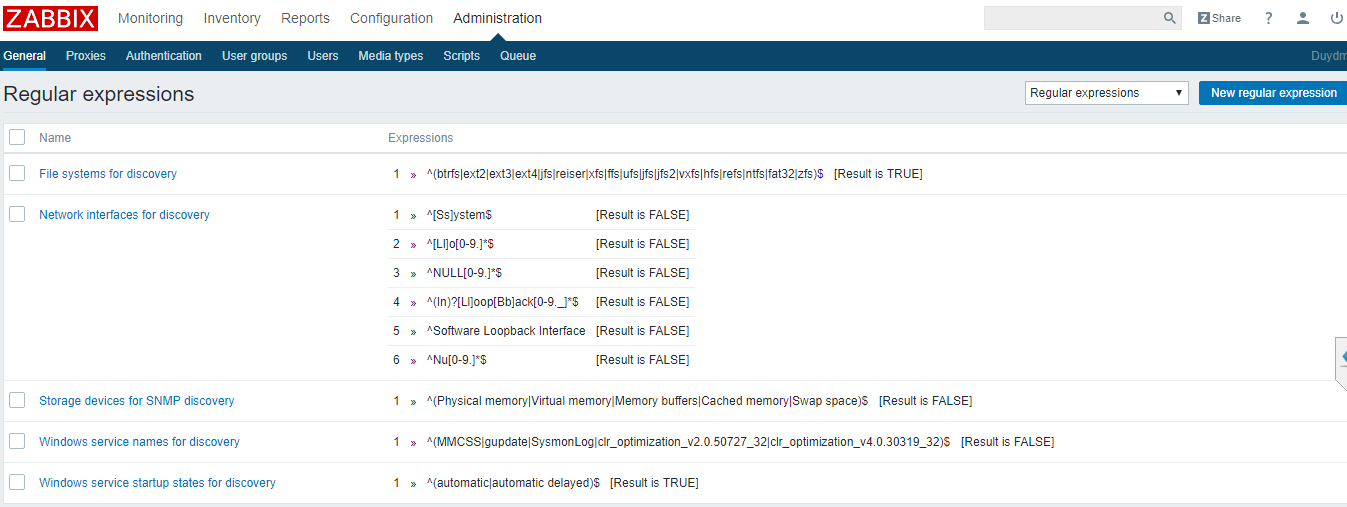 ZABBIX Monitoring Inventory Reports Configuration Administration Z Share ?
General Proxies Authentication User groups Users Media types Scripts Queue Duydm
Regular expressions Regular expressions ▼ New regular expression
Name Expressions
File systems for discovery 1 » ^(btrfs|ext2|ext3|ext4|jfs|reiser|xfs|ffs|ufs|jfs|jfs2|vxfs|hfs|refs|ntfs|fat32|zfs)$ [Result is TRUE]
Network interfaces for discovery 1 » ^[Ss]ystem$ [Result is FALSE]
2 » ^[Ll]o[0-9.]*$ [Result is FALSE]
3 » ^NULL[0-9.]*$ [Result is FALSE]
4 » ^(In)?[Ll]oop[Bb]ack[0-9._]*$ [Result is FALSE]
5 » ^Software Loopback Interface [Result is FALSE]
6 » ^Nu[0-9.]*$ [Result is FALSE]
Storage devices for SNMP discovery 1 » ^(Physical memory|Virtual memory|Memory buffers|Cached memory|Swap space)$ [Result is FALSE]
Windows service names for discovery 1 » ^(MMCSS|gupdate|SysmonLog|clr_optimization_v2.0.50727_32|clr_optimization_v4.0.30319_32)$ [Result is FALSE]
Windows service startup states for discovery 1 » ^(automatic|automatic delayed)$ [Result is TRUE]